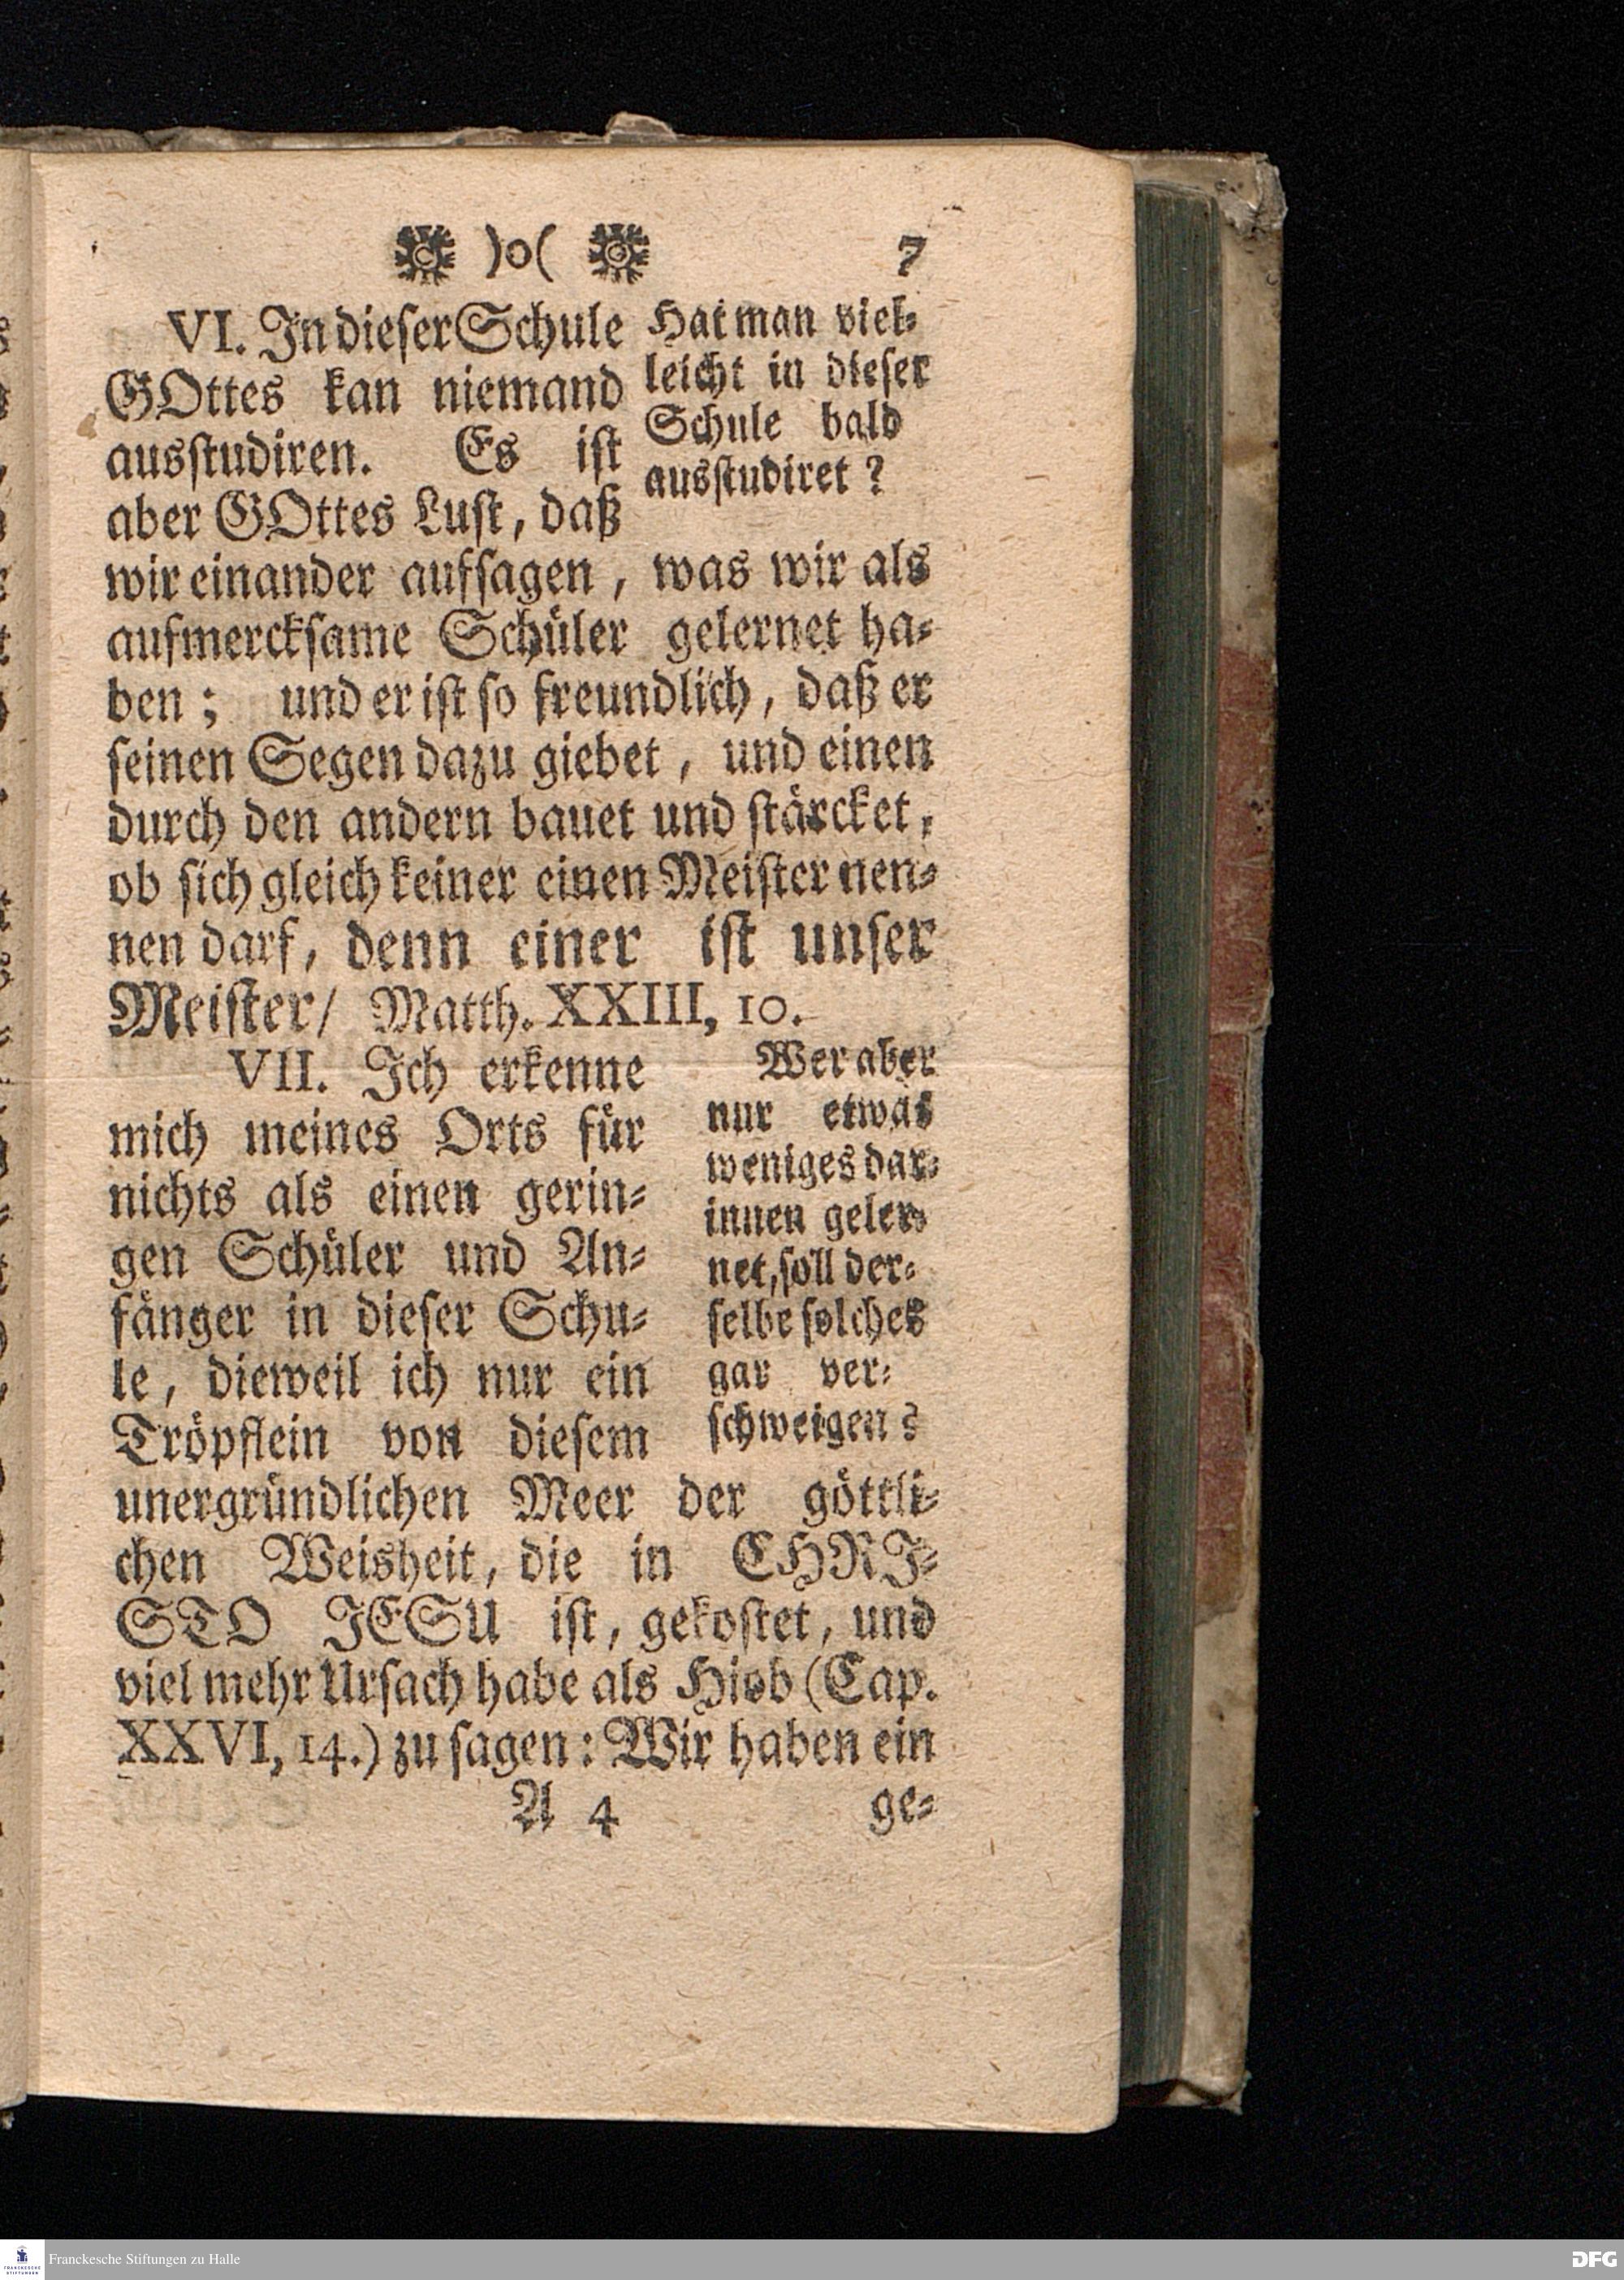 )o( 7
VI. In dieser Schule
GOttes kan niemand
ausstudiren. Es ist
aber GOttes Lust, daß
Hat man viel-
leicht in dieser
Schule bald
ausstudiret?
wir einander aufsagen, was wir als
aufmercksame Schüler gelernet ha-
ben; und er ist so freundlich, daß er
seinen Segen dazu giebet, und einen
durch den andern bauet und stärcket,
ob sich gleich keiner einen Meister nen-
nen darf, denn einer ist unser
Meister/ Matth. XXIII, 10.
VII. Ich erkenne
mich meines Orts für
nichts als einen gerin-
gen Schüler und An-
fänger in dieser Schu-
le, dieweil ich nur ein
Tröpflein von diesem
Wer aber
nur etwas
weniges dar-
innen geler-
net, soll der-
selbe solches
gar ver-
schweigen?
unergründlichen Meer der göttli-
chen Weisheit, die in CHRI-
STO JESU ist, gekostet, und
viel mehr Ursach habe als Hiob (Cap.
XXVI, 14.) zu sagen: Wir haben ein
A 4 ge-
Franckesche Stiftungen zu Halle
DFG